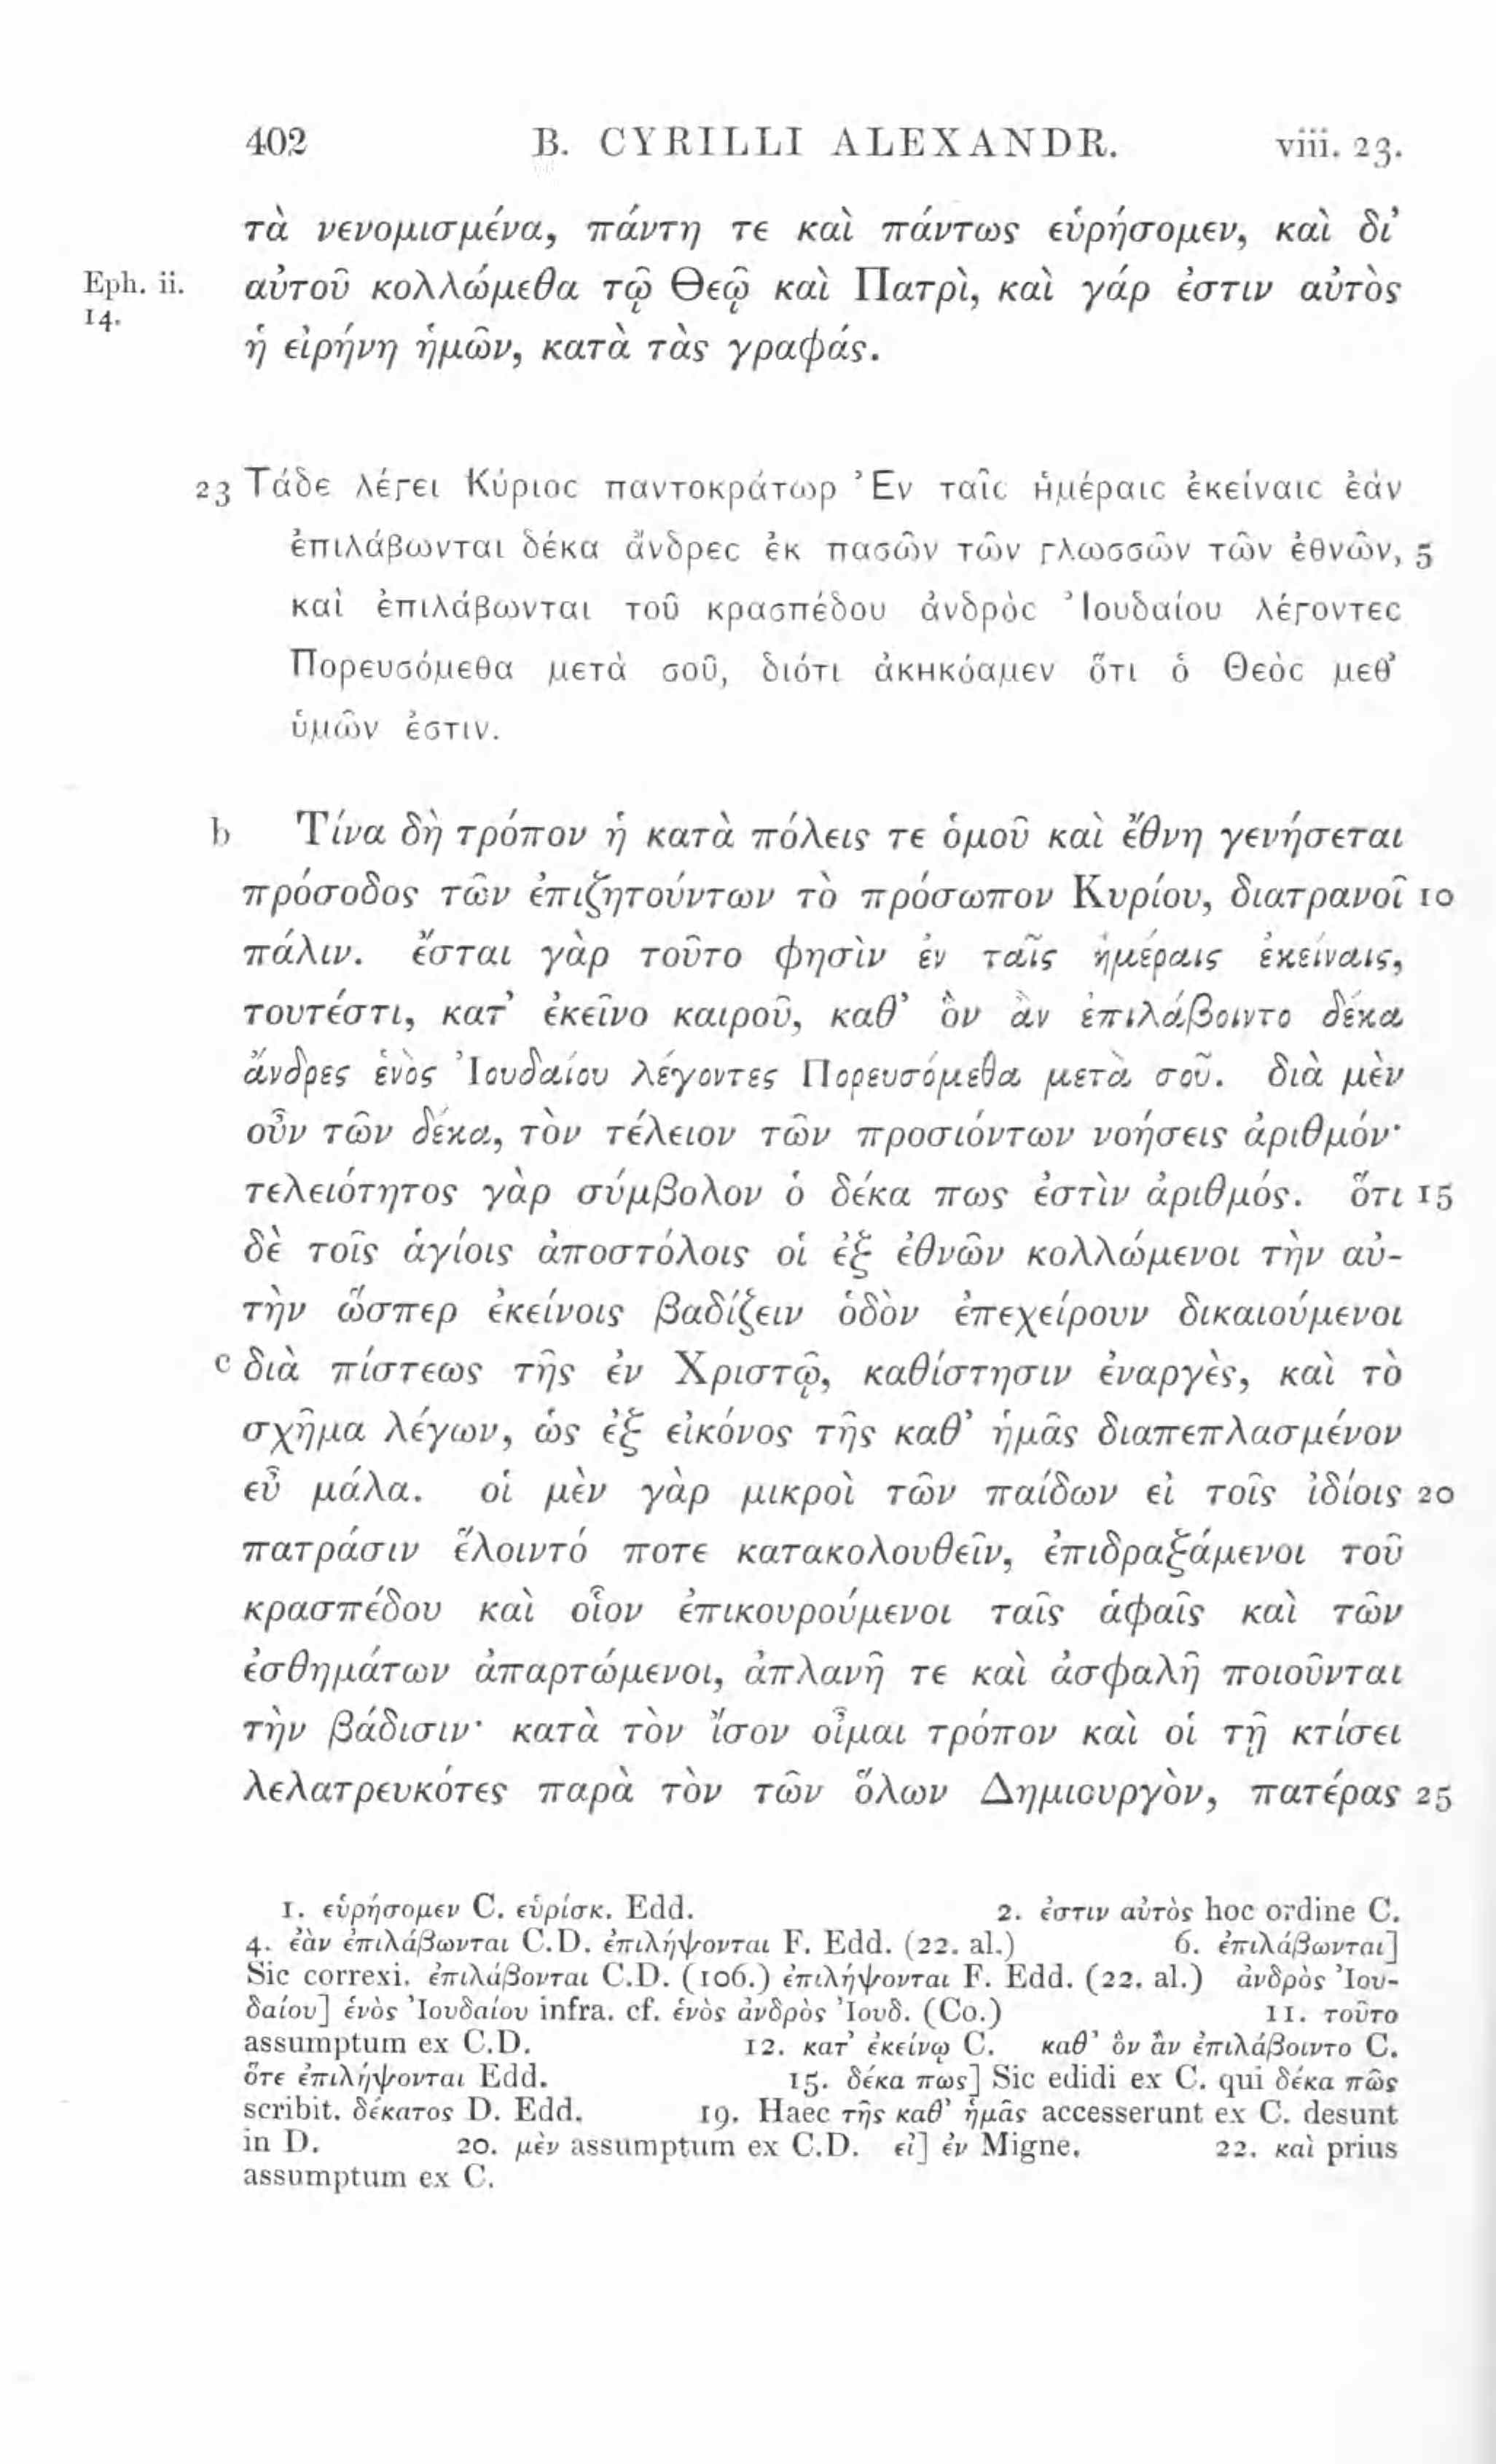 402 B. CYRILLI ALEXANDR. viii. 23.
τὰ νενομισμένα, πάντη τε καὶ πάντως εὑρήσομεν, καὶ δι’
Eph. ii. αὐτοῦ κολλώμεθα τῷ Θεῷ καὶ Πατρὶ, καὶ γάρ ἐστιν αὐτὸς
14.
ἡ εἰρήνη ἡμῶν, κατὰ τὰς γραφάς.
23 Τάδε λέγει Κύριος παντοκράτωρ Ἐν ταῖς ἡμέραις ἐκείναις ἐὰν
ἐπιλάβωνται δέκα ἄνδρες ἐκ πασῶν τῶν γλωσσῶν τῶν ἐθνῶν, 5
καὶ ἐπιλάβωνται τοῦ κρασπέδου ἀνδρὸς Ἰουδαίου λέγοντες
Πορευσόμεθα μετὰ σοῦ, διότι ἀκηκόαμεν ὅτι ὁ Θεὸς μεθ’
ὑμῶν ἐστιν.
b Τίνα δὴ τρόπον ἡ κατὰ πόλεις τε ὁμοῦ καὶ ἔθνη γενήσεται
πρόσοδος τῶν ἐπιζητούντων τὸ πρόσωπον Κυρίου, διατρανοῖ 10
πάλιν. ἔσται γὰρ τοῦτο φησὶν ἐν ταῖς ἡμέραις ἐκείναις,
τουτέστι, κατ’ ἐκεῖνο καιροῦ, καθ’ ὃν ἂν ἐπιλάβοιντο δέκα
ἄνδρες ἑνὸς Ἰουδαίου λέγοντες Πορευσόμεθα μετὰ σοῦ. διὰ μὲν
οὖν τῶν δέκα, τὸν τέλειον τῶν προσιόντων νοήσεις ἀριθμόν·
τελειότητος γὰρ σύμβολον ὁ δέκα πως ἐστὶν ἀριθμός. ὅτι 15
δὲ τοῖς ἁγίοις ἀποστόλοις οἱ ἐξ ἐθνῶν κολλώμενοι τὴν αὐ-
τὴν ὥσπερ ἐκείνοις βαδίζειν ὁδὸν ἐπεχείρουν δικαιούμενοι
c διὰ πίστεως τῆς ἐν Χριστῷ, καθίστησιν ἐναργὲς, καὶ τὸ
σχῆμα λέγων, ὡς ἐξ εἰκόνος τῆς καθ’ ἡμᾶς διαπεπλασμένον
εὖ μάλα. οἱ μὲν γὰρ μικροὶ τῶν παίδων εἰ τοῖς ἰδίοις 20
πατράσιν ἕλοιντό ποτε κατακολουθεῖν, ἐπιδραξάμενοι τοῦ
κρασπέδου καὶ οἷον ἐπικουρούμενοι ταῖς ἁφαῖς καὶ τῶν
ἐσθημάτων ἀπαρτώμενοι, ἀπλανῆ τε καὶ ἀσφαλῆ ποιοῦνται
τὴν βάδισιν· κατὰ τὸν ἴσον οἶμαι τρόπον καὶ οἱ τῇ κτίσει
λελατρευκότες παρὰ τὸν τῶν ὅλων Δημιουργὸν, πατέρας 25
1. εὑρήσομεν C. εὑρίσκ. Edd. 2. ἐστιν αὐτὸς hoc ordine C.
4. ἐὰν ἐπιλάβωνται C.D. ἐπιλήψονται F. Edd. (22. al.) 6. ἐπιλάβωνται]
Sic correxi. ἐπιλάβονται C.D. (106.) ἐπιλήψονται F. Edd. (22. al.) ἀνδρὸς Ἰου-
δαίου] ἑνὸς Ἰουδαίου infra. cf. ἑνὸς ἀνδρὸς Ἰουδ. (Co.) 11. τοῦτο
assumptum ex C.D. 12. κατ’ ἐκείνῳ C. καθ’ ὃν ἂν ἐπιλάβοιντο C.
ὅτε ἐπιλήψονται Edd. 15. δέκα πως] Sic edidi ex C. qui δέκα πῶς
scribit. δέκατος D. Edd. 19. Haec τῆς καθ’ ἡμᾶς accesserunt ex C. desunt
in D. 20. μὲν assumptum ex C.D. εἰ] ἐν Migne. 22. καὶ prius
assumptum ex C.